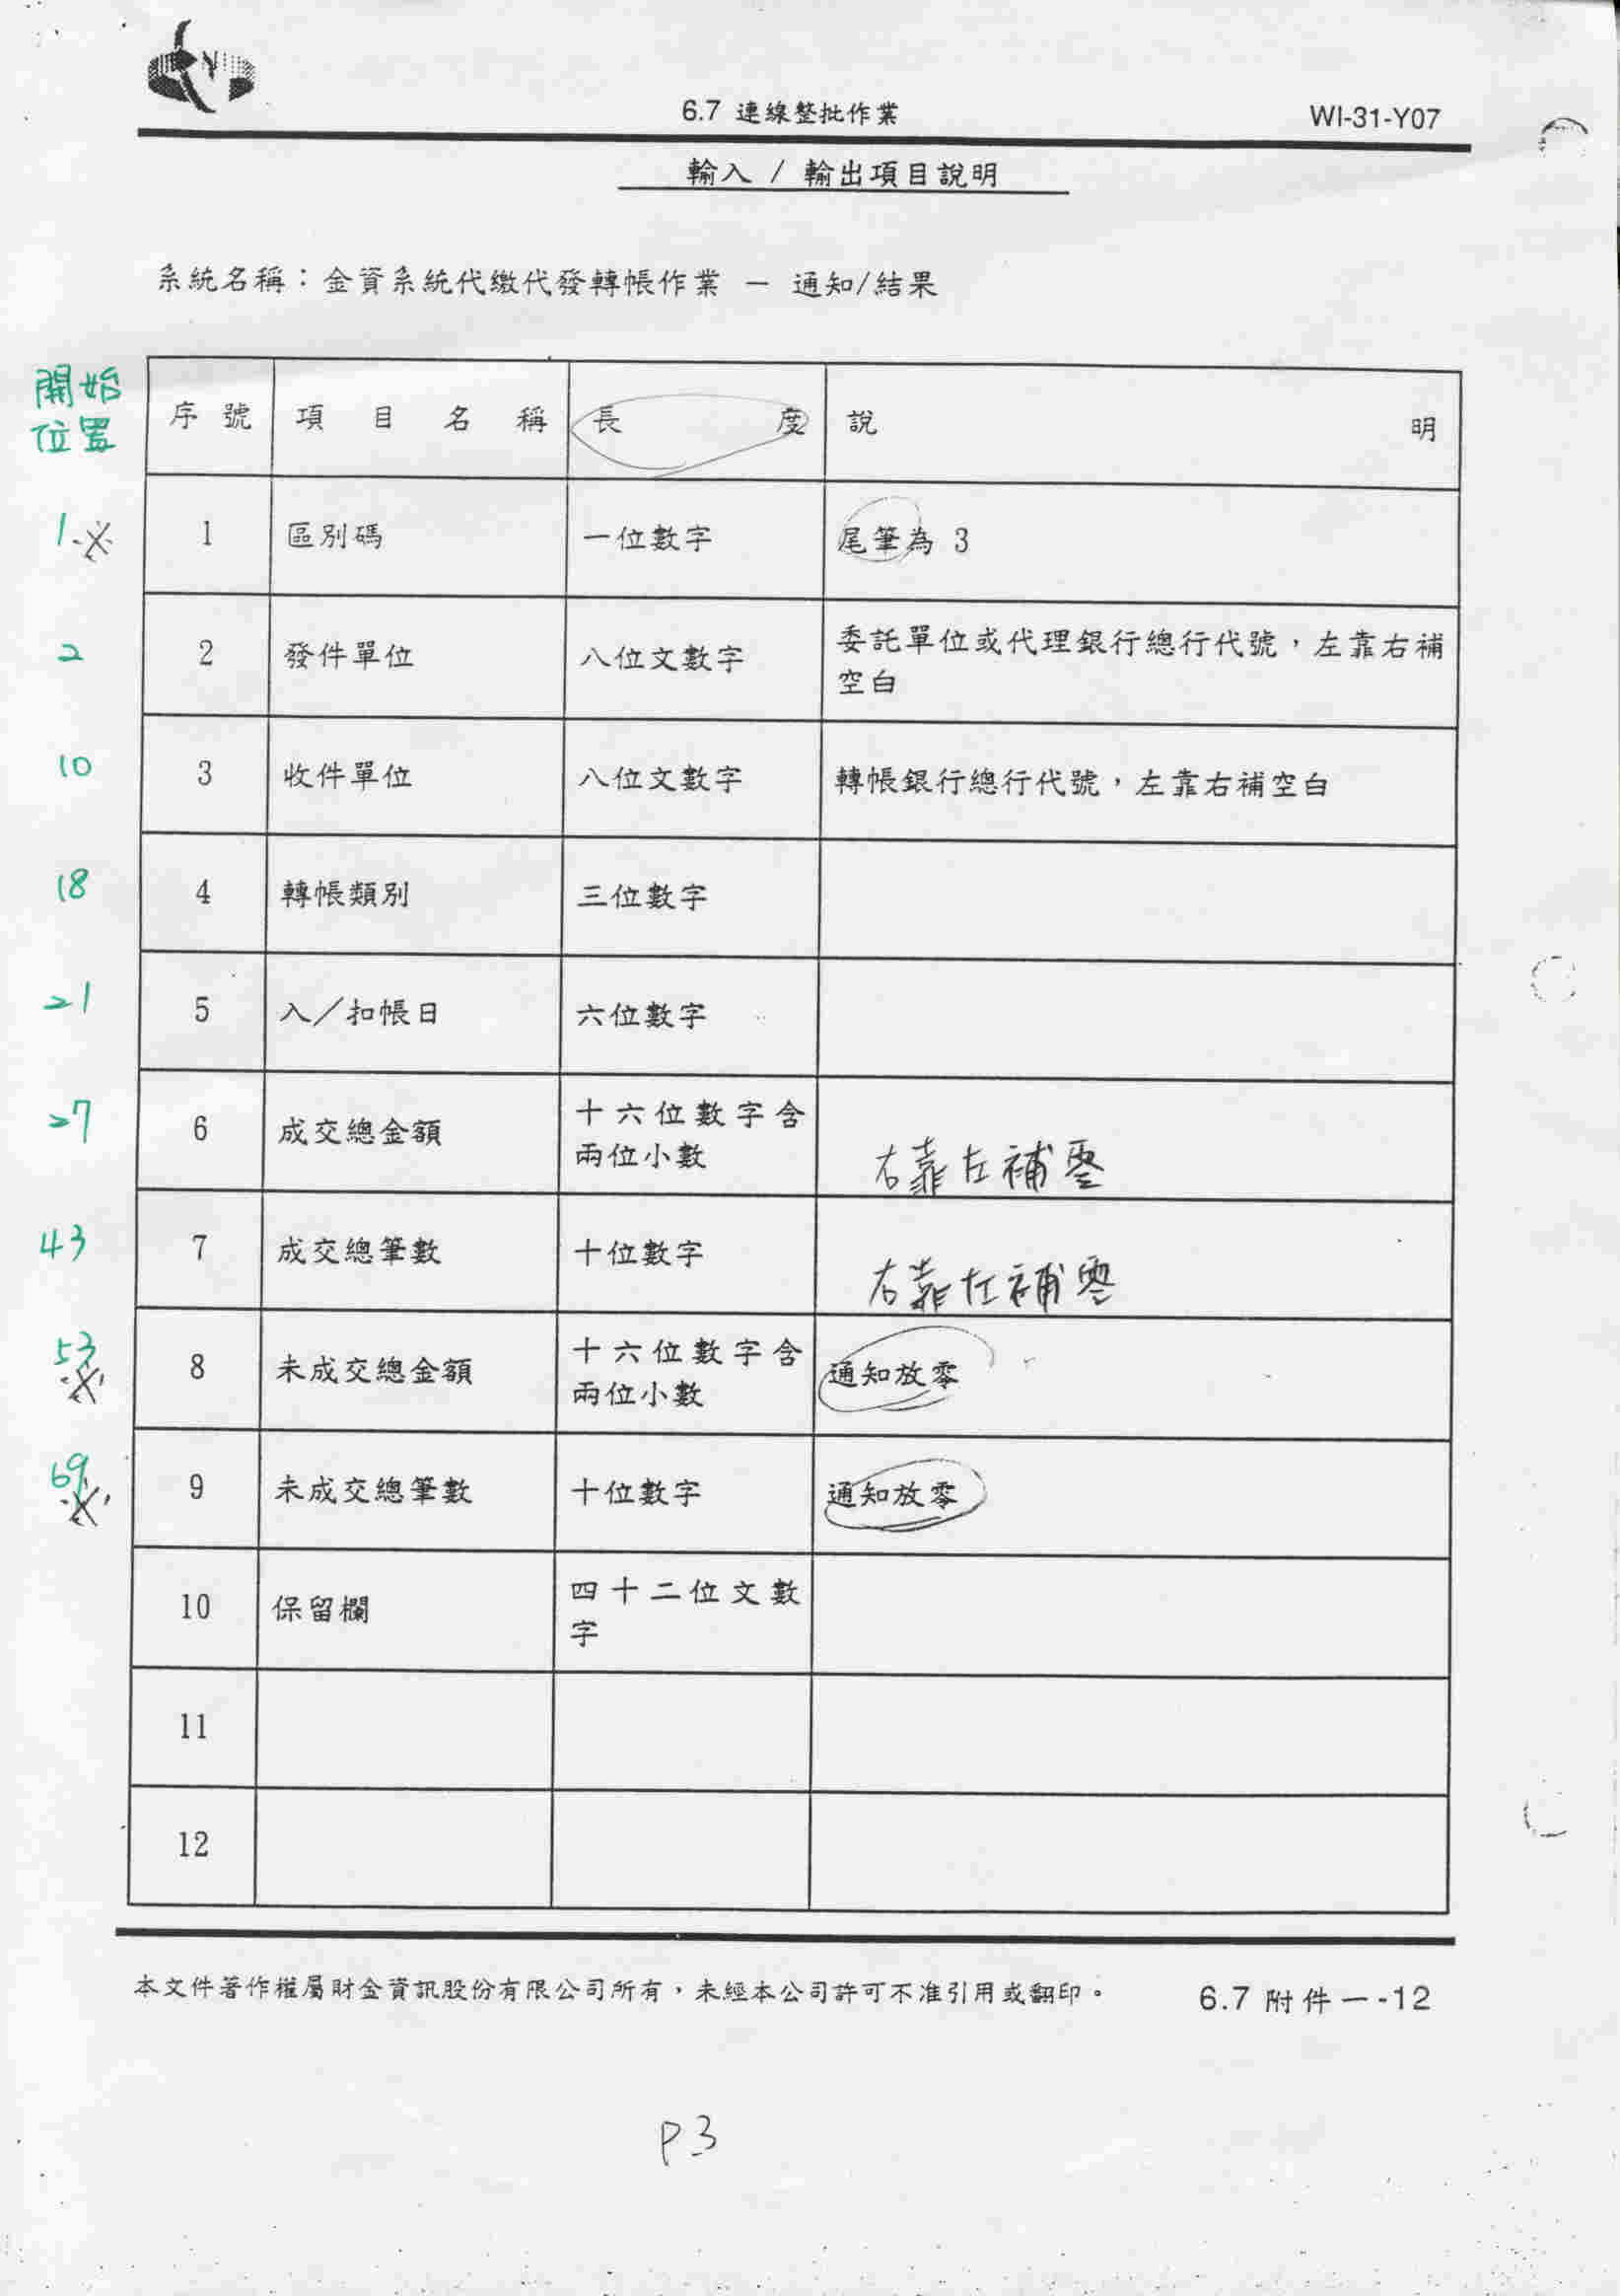 6.7 連線整批作業
WI-31-Y07
輸入 / 輸出項目說明
系統名稱：金資系統代繳代發轉帳作業 － 通知/結果
開始
位置
序號 項目名稱 長度 說明
1 ※ 1 區別碼 一位數字 尾筆為 3
2 2 發件單位 八位文數字 委託單位或代理銀行總行代號，左靠右補
空白
10 3 收件單位 八位文數字 轉帳銀行總行代號，左靠右補空白
18 4 轉帳類別 三位數字
21 5 入／扣帳日 六位數字
27 6 成交總金額 十六位數字含
兩位小數
右靠左補零
43 7 成交總筆數 十位數字 右靠左補零
53 ※ 8 未成交總金額 十六位數字含
兩位小數
通知放零
69 ※ 9 未成交總筆數 十位數字 通知放零
10 保留欄 四十二位文數
字
11
12
本文件著作權屬財金資訊股份有限公司所有，未經本公司許可不准引用或翻印。
6.7 附件一-12
P3